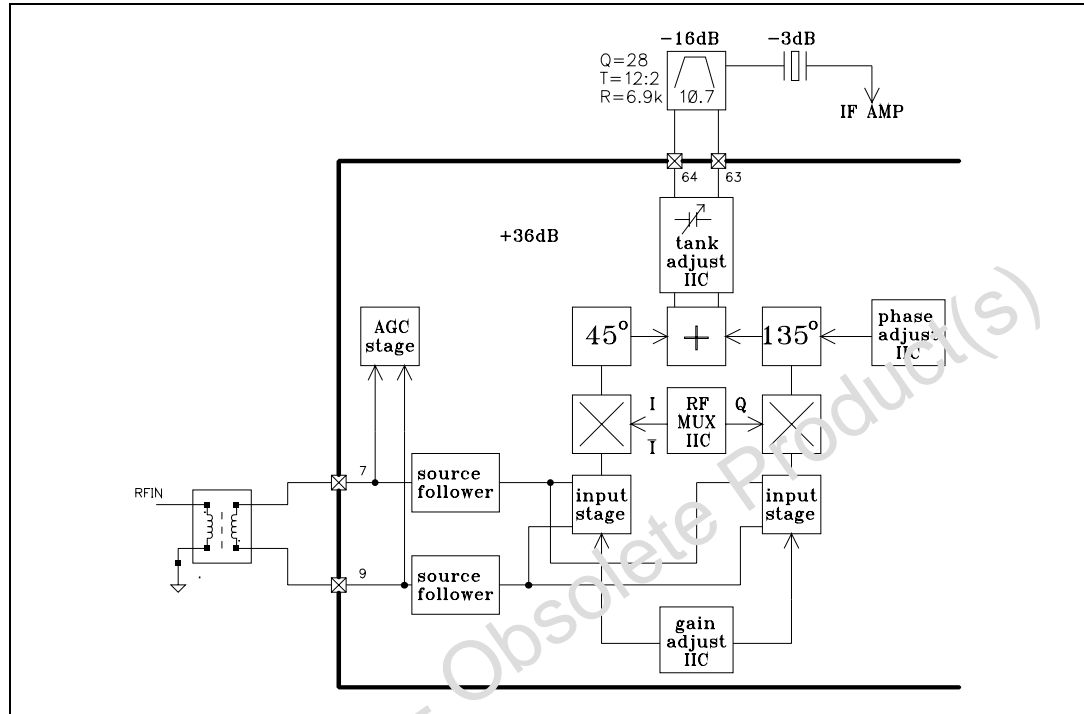 -16dB
-3dB
Q=28
T=12:2
R=6.9k
10.7
IF AMP
64
63
+36dB
tank
adjust
IIC
AGC
stage
45°
+
135°
phase
adjust
IIC
I
RF
MUX
IIC
Q
I̅
7
source
follower
input
stage
input
stage
RFIN
9
source
follower
gain
adjust
IIC
Obsolete Product(s)